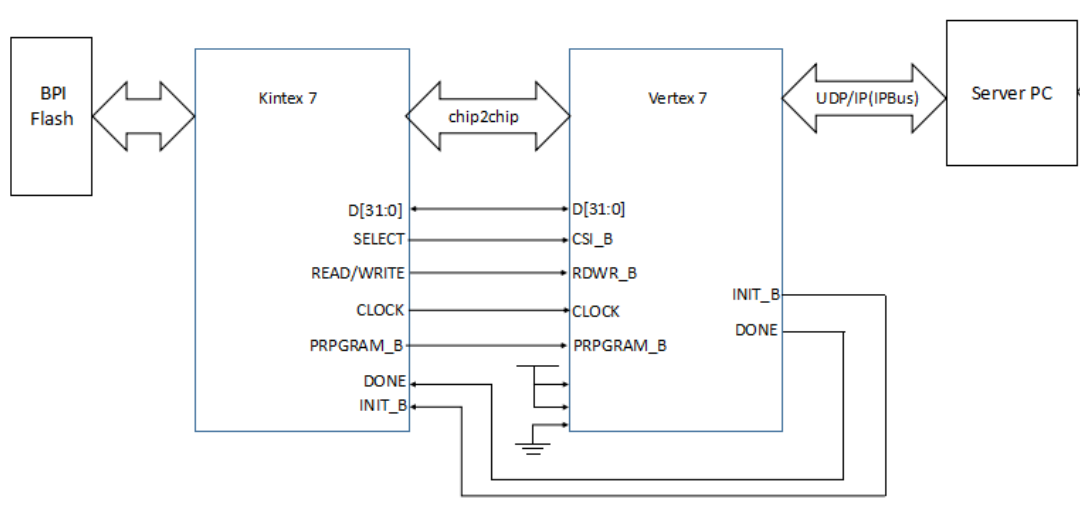 BPI
Flash
Kintex 7
chip2chip
Vertex 7
UDP/IP(IPBus)
Server PC
D[31:0]
D[31:0]
SELECT
CSI_B
READ/WRITE
RDWR_B
INIT_B
CLOCK
CLOCK
DONE
PRPGRAM_B
PRPGRAM_B
DONE
INIT_B